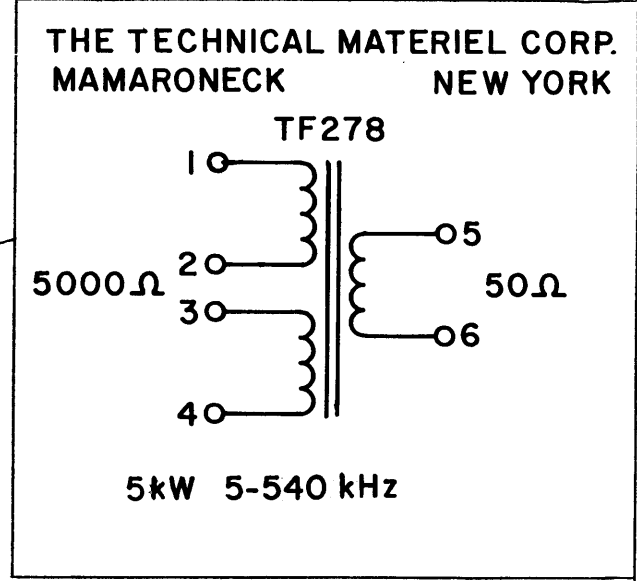 THE TECHNICAL MATERIEL CORP.
MAMARONECK NEW YORK
TF278
1
2
5000Ω
3
4
5
50Ω
6
5kW 5-540 kHz